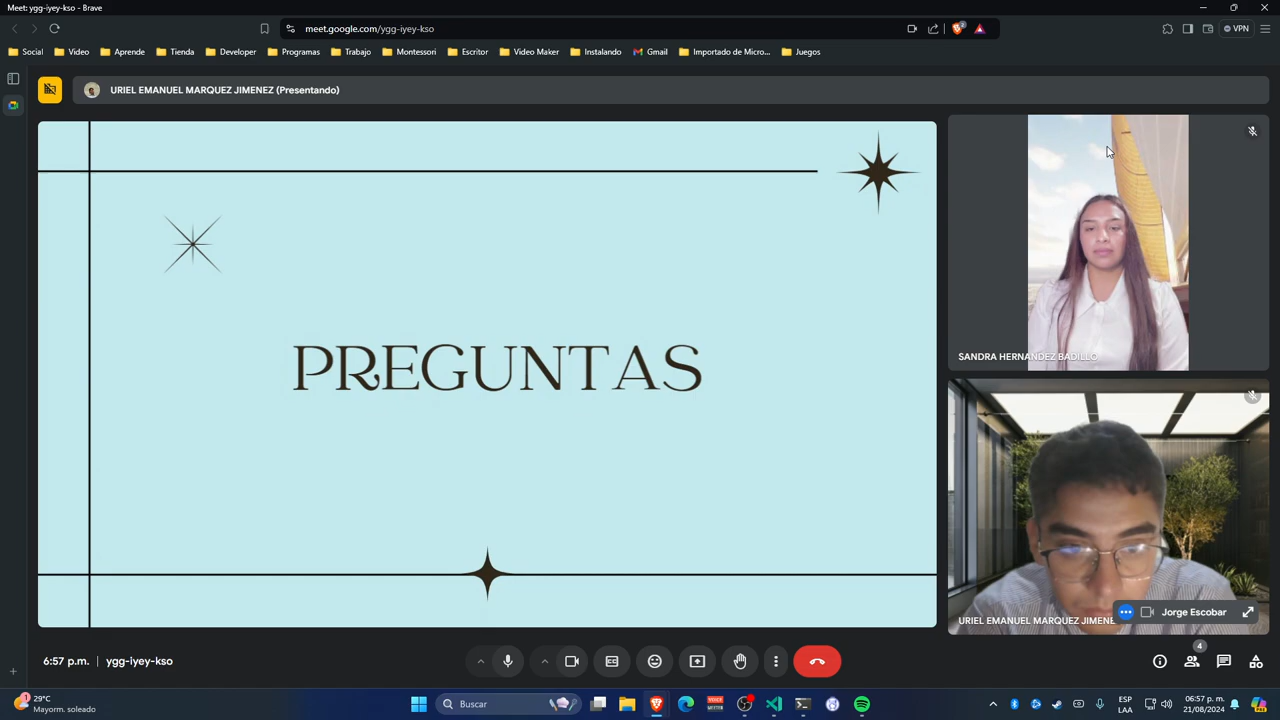 Meet: ygg-iyey-kso - Brave
meet.google.com/ygg-iyey-kso
2
VPN
Social
Video
Aprende
Tienda
Developer
Programas
Trabajo
Montessori
Escritor
Video Maker
Instalando
Gmail
Importado de Micro...
Juegos
URIEL EMANUEL MARQUEZ JIMENEZ (Presentando)
PREGUNTAS
SANDRA HERNANDEZ BADILLO
URIEL EMANUEL MARQUEZ JIMENE
Jorge Escobar
6:57 p.m. | ygg-iyey-kso
4
1
29°C
Mayorm. soleado
Buscar
ESP
LAA
06:57 p. m.
21/08/2024